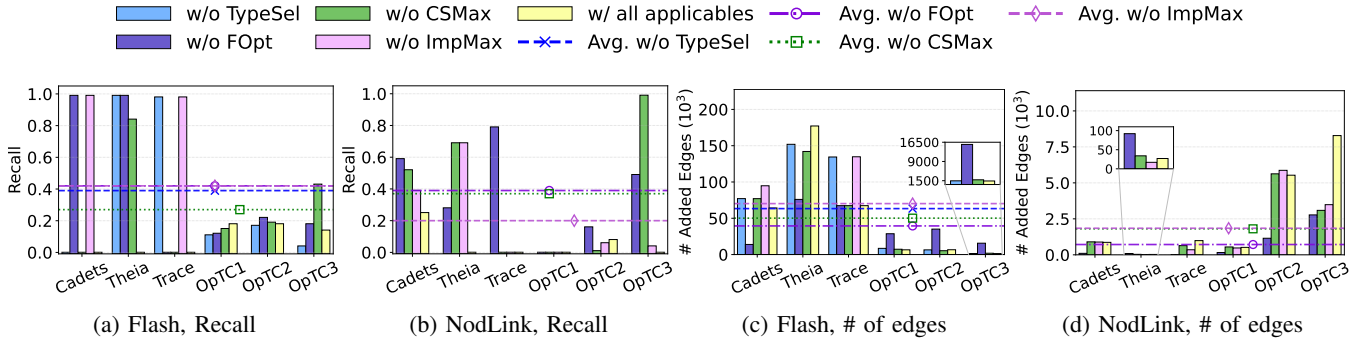 w/o TypeSel w/o CSMax w/ all applicables Avg. w/o FOpt Avg. w/o ImpMax
w/o FOpt w/o ImpMax Avg. w/o TypeSel Avg. w/o CSMax
Recall
1.0
0.8
0.6
0.4
0.2
0.0
Cadets Theia Trace OpTC1 OpTC2 OpTC3
(a) Flash, Recall
Recall
1.0
0.8
0.6
0.4
0.2
0.0
Cadets Theia Trace OpTC1 OpTC2 OpTC3
(b) NodLink, Recall
# Added Edges (10³)
200
150
100
50
0
16500
9000
1500
Cadets Theia Trace OpTC1 OpTC2 OpTC3
(c) Flash, # of edges
# Added Edges (10³)
10.0
7.5
5.0
2.5
0.0
100
50
0
Cadets Theia Trace OpTC1 OpTC2 OpTC3
(d) NodLink, # of edges